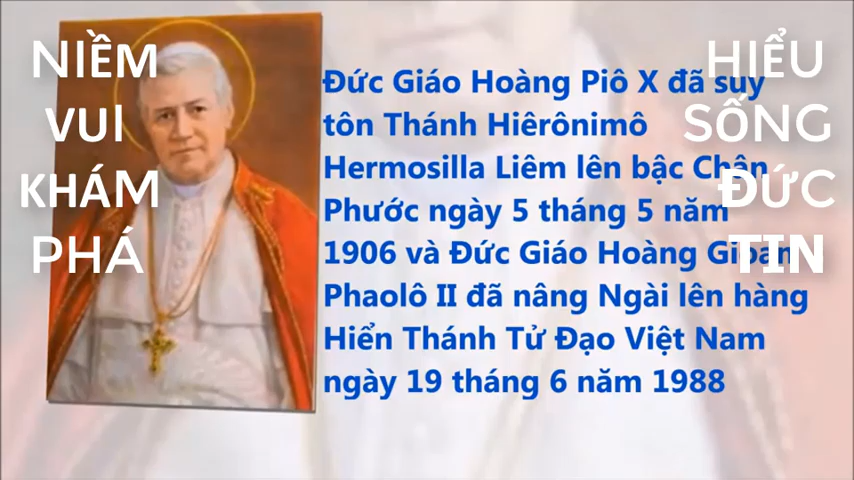 NIỀM
VUI
KHÁM
PHÁ
Đức Giáo Hoàng Piô X đã suy
tôn Thánh Hiêrônimô
Hermosilla Liêm lên bậc Chân
Phước ngày 5 tháng 5 năm
1906 và Đức Giáo Hoàng Gioan
Phaolô II đã nâng Ngài lên hàng
Hiển Thánh Tử Đạo Việt Nam
ngày 19 tháng 6 năm 1988
HIỂU
SỐNG
ĐỨC
TIN